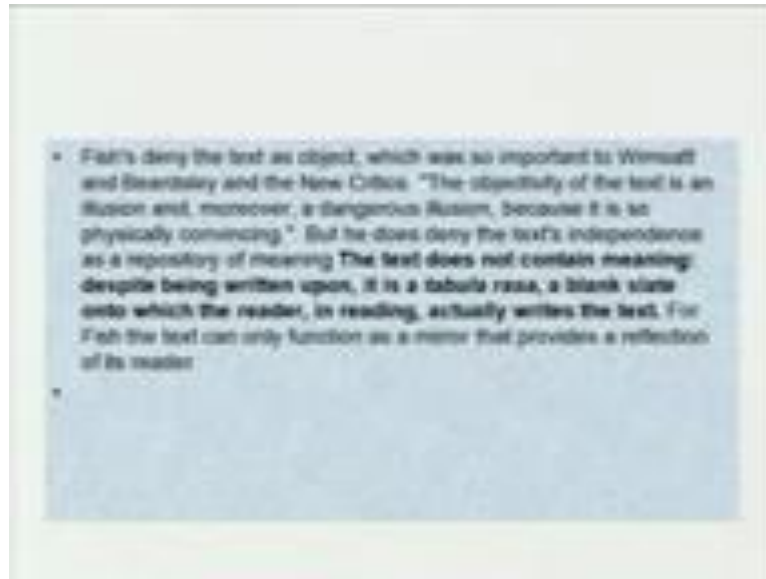 • Fish's deny the text as object, which was so important to Wimsatt
and Beardsley and the New Critics. "The objectivity of the text is an
illusion and, moreover, a dangerous illusion, because it is so
physically convincing." But he does deny the text's independence
as a repository of meaning The text does not contain meaning:
despite being written upon, it is a tabula rasa, a blank slate
onto which the reader, in reading, actually writes the text. For
Fish the text can only function as a mirror that provides a reflection
of its reader
•